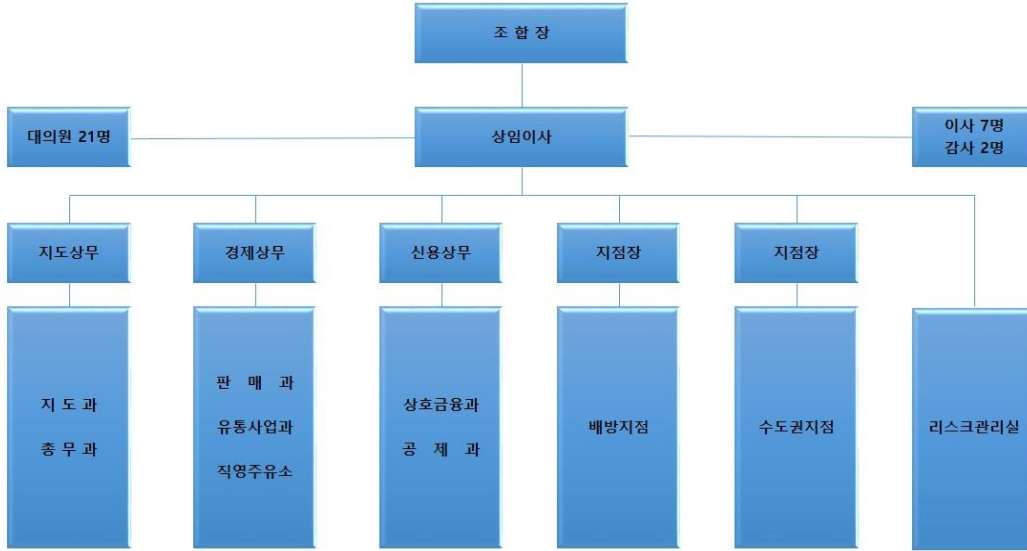 조 합 장
대의원 21명
상임이사
이사 7명
감사 2명
지도상무
경제상무
신용상무
지점장
지점장
지 도 과
총 무 과
판 매 과
유통사업과
직영주유소
상호금융과
공 제 과
배방지점
수도권지점
리스크관리실